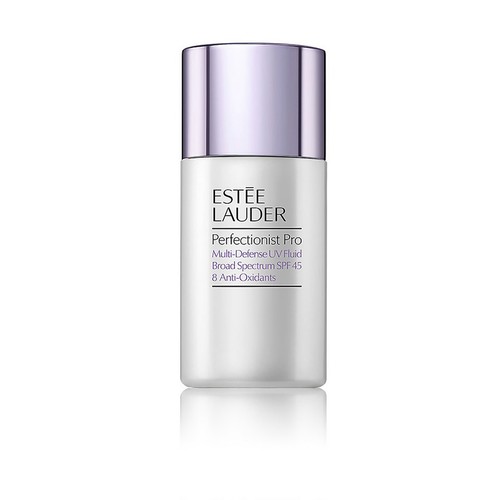 ESTĒE
LAUDER
Perfectionist Pro
Multi-Defense UV Fluid
Broad Spectrum SPF 45
8 Anti-Oxidants